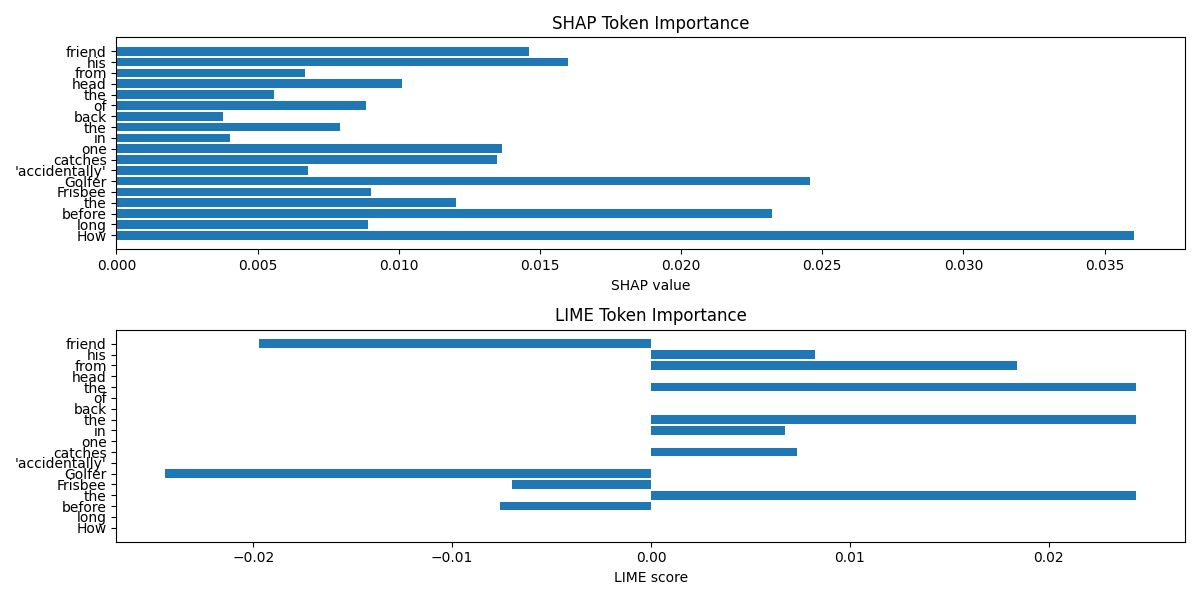 SHAP Token Importance
friend
his
from
head
the
of
back
the
in
one
catches
'accidentally'
Golfer
Frisbee
the
before
long
How
0.000 0.005 0.010 0.015 0.020 0.025 0.030 0.035
SHAP value
LIME Token Importance
friend
his
from
head
the
of
back
the
in
one
catches
'accidentally'
Golfer
Frisbee
the
before
long
How
−0.02 −0.01 0.00 0.01 0.02
LIME score